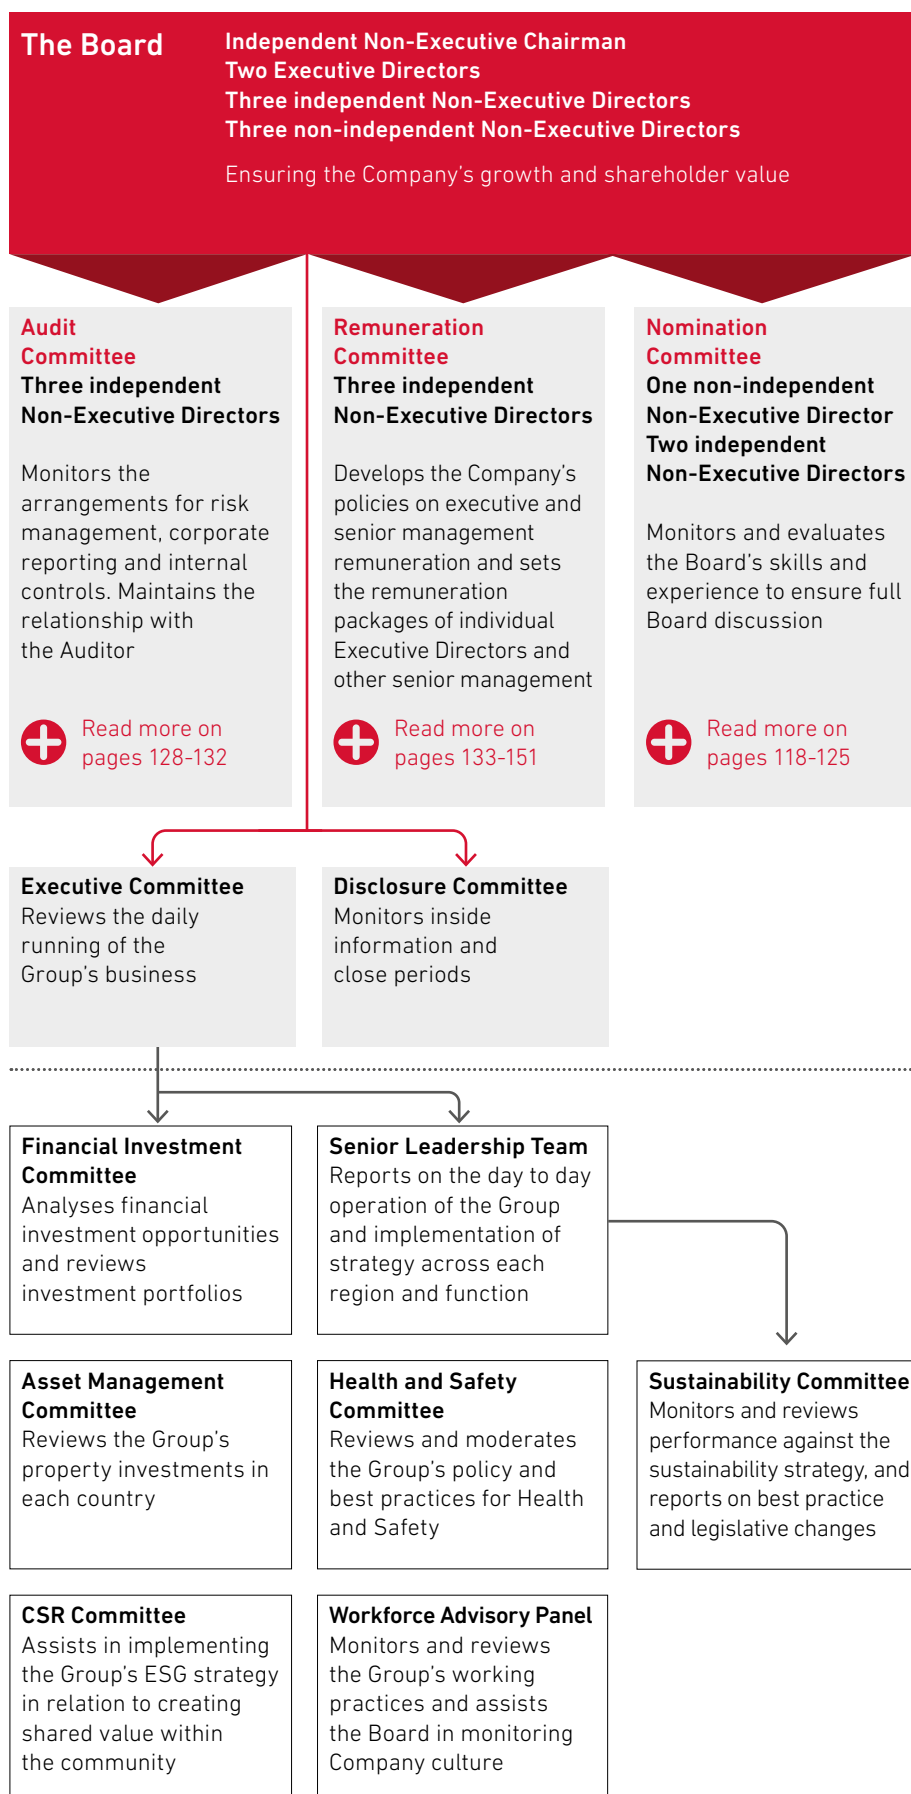 The Board
Independent Non-Executive Chairman
Two Executive Directors
Three independent Non-Executive Directors
Three non-independent Non-Executive Directors
Ensuring the Company's growth and shareholder value
Audit
Committee
Three independent
Non-Executive Directors
Monitors the
arrangements for risk
management, corporate
reporting and internal
controls. Maintains the
relationship with
the Auditor
Read more on
pages 128-132
Remuneration
Committee
Three independent
Non-Executive Directors
Develops the Company's
policies on executive and
senior management
remuneration and sets
the remuneration
packages of individual
Executive Directors and
other senior management
Read more on
pages 133-151
Nomination
Committee
One non-independent
Non-Executive Director
Two independent
Non-Executive Directors
Monitors and evaluates
the Board's skills and
experience to ensure full
Board discussion
Read more on
pages 118-125
Executive Committee
Reviews the daily
running of the
Group's business
Disclosure Committee
Monitors inside
information and
close periods
Financial Investment
Committee
Analyses financial
investment opportunities
and reviews
investment portfolios
Senior Leadership Team
Reports on the day to day
operation of the Group
and implementation of
strategy across each
region and function
Asset Management
Committee
Reviews the Group's
property investments in
each country
Health and Safety
Committee
Reviews and moderates
the Group's policy and
best practices for Health
and Safety
Sustainability Committee
Monitors and reviews
performance against the
sustainability strategy, and
reports on best practice
and legislative changes
CSR Committee
Assists in implementing
the Group's ESG strategy
in relation to creating
shared value within
the community
Workforce Advisory Panel
Monitors and reviews
the Group's working
practices and assists
the Board in monitoring
Company culture